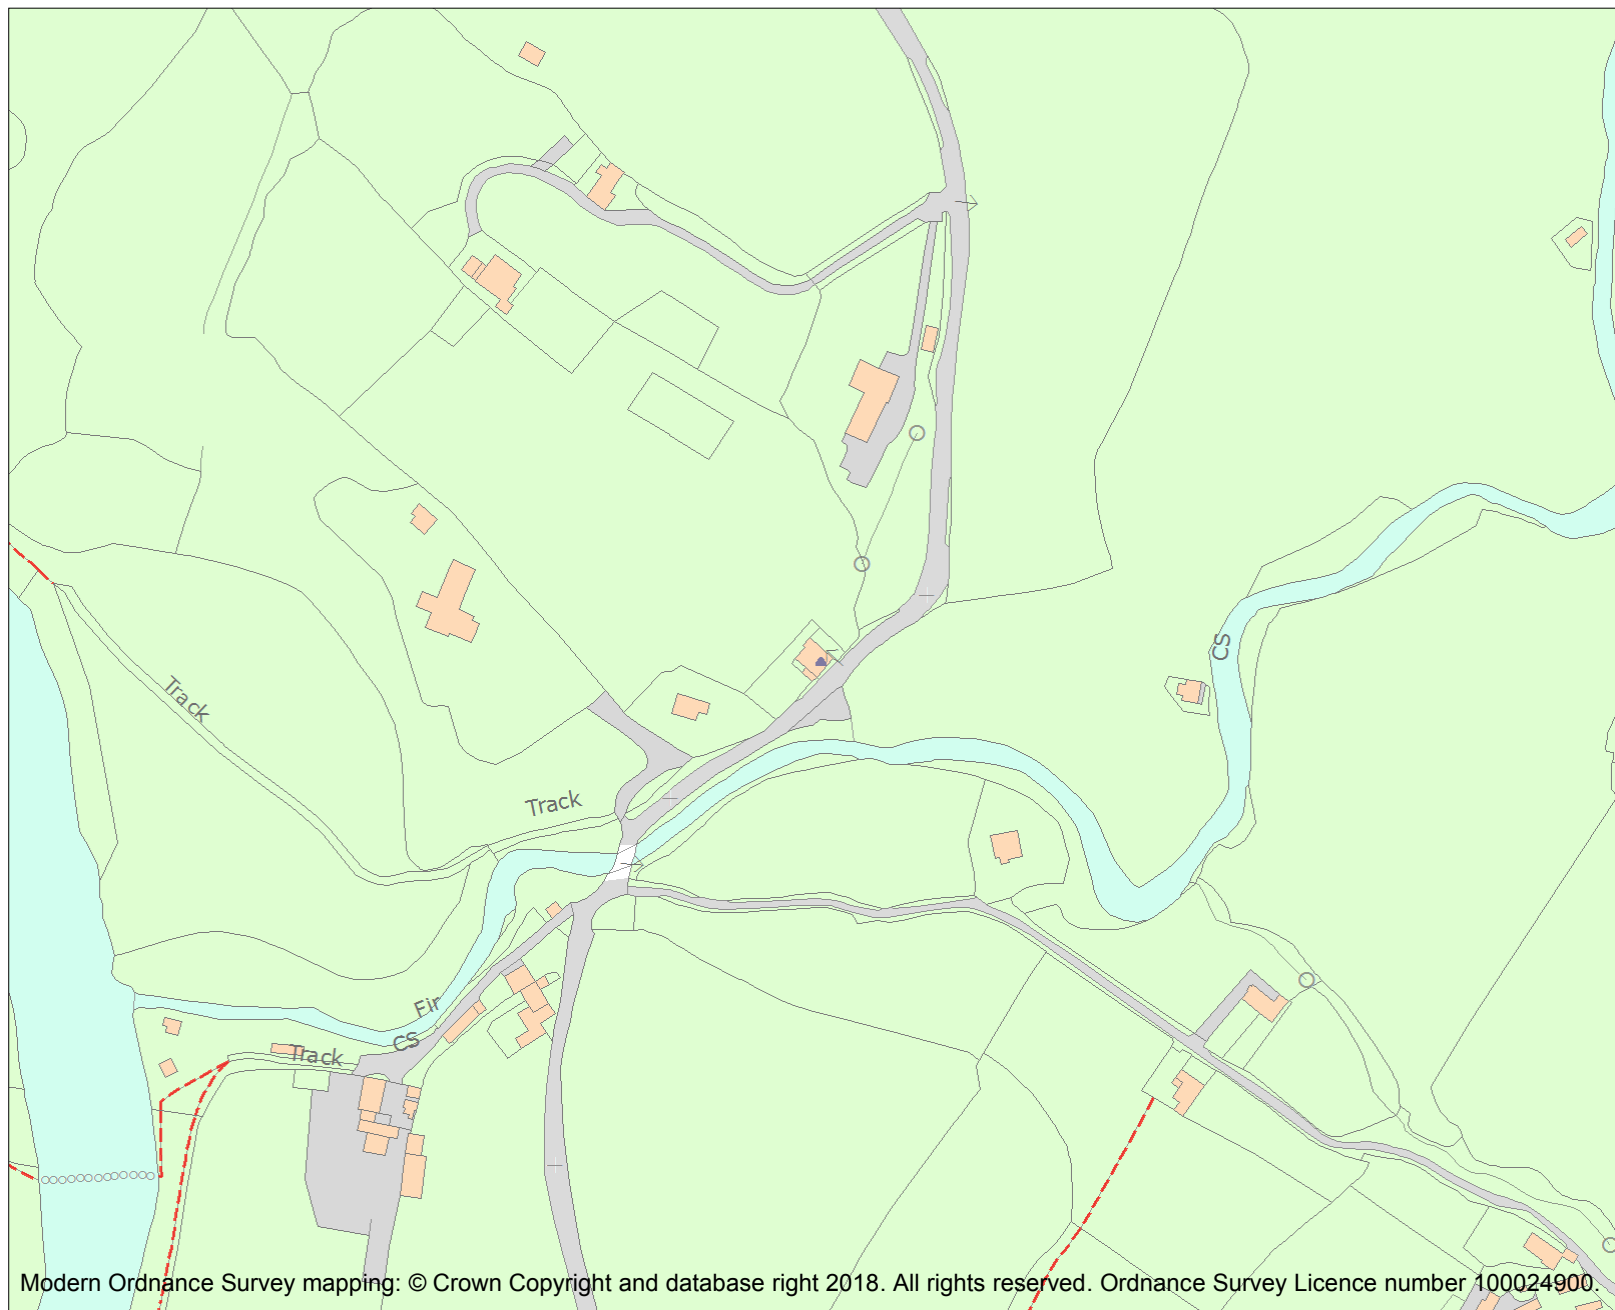 CS
Track
Track
Fir
CS
Track
Modern Ordnance Survey mapping: © Crown Copyright and database right 2018. All rights reserved. Ordnance Survey Licence number 100024900.